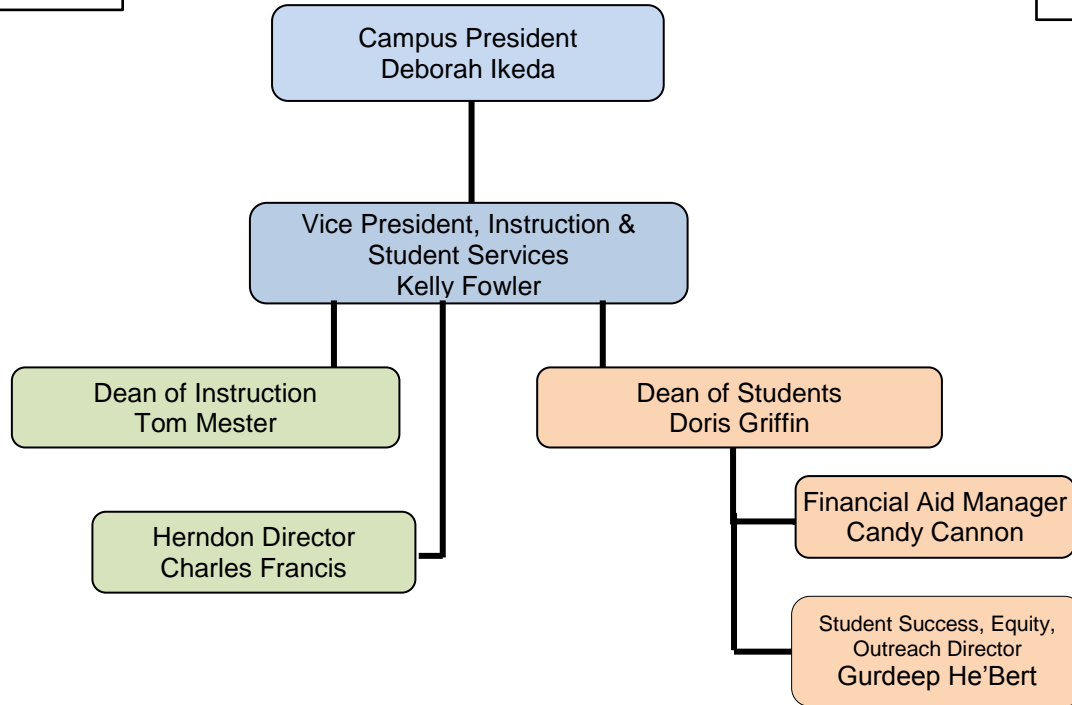 Campus President
Deborah Ikeda
Vice President, Instruction &
Student Services
Kelly Fowler
Dean of Instruction
Tom Mester
Dean of Students
Doris Griffin
Herndon Director
Charles Francis
Financial Aid Manager
Candy Cannon
Student Success, Equity,
Outreach Director
Gurdeep He’Bert